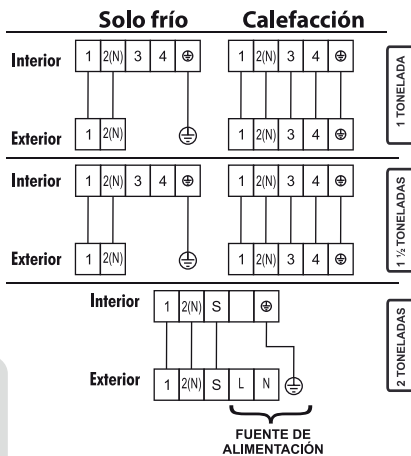 Solo frío Calefacción
Interior 1 2(N) 3 4 1 2(N) 3 4
Exterior 1 2(N) 1 2(N) 3 4
1 TONELADA
Interior 1 2(N) 3 4 1 2(N) 3 4
Exterior 1 2(N) 1 2(N) 3 4
1 ½ TONELADAS
Interior 1 2(N) S
Exterior 1 2(N) S L N
2 TONELADAS
FUENTE DE
ALIMENTACIÓN